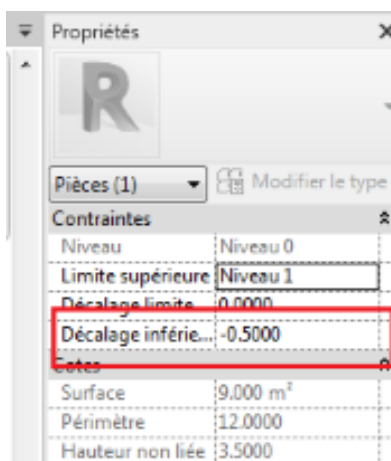 Propriétés
R
Pièces (1) Modifier le type
Contraintes
Niveau Niveau 0
Limite supérieure Niveau 1
Décalage limite... 0.0000
Décalage inférie... -0.5000
Cotes
Surface 9.000 m²
Périmètre 12.0000
Hauteur non liée 3.5000